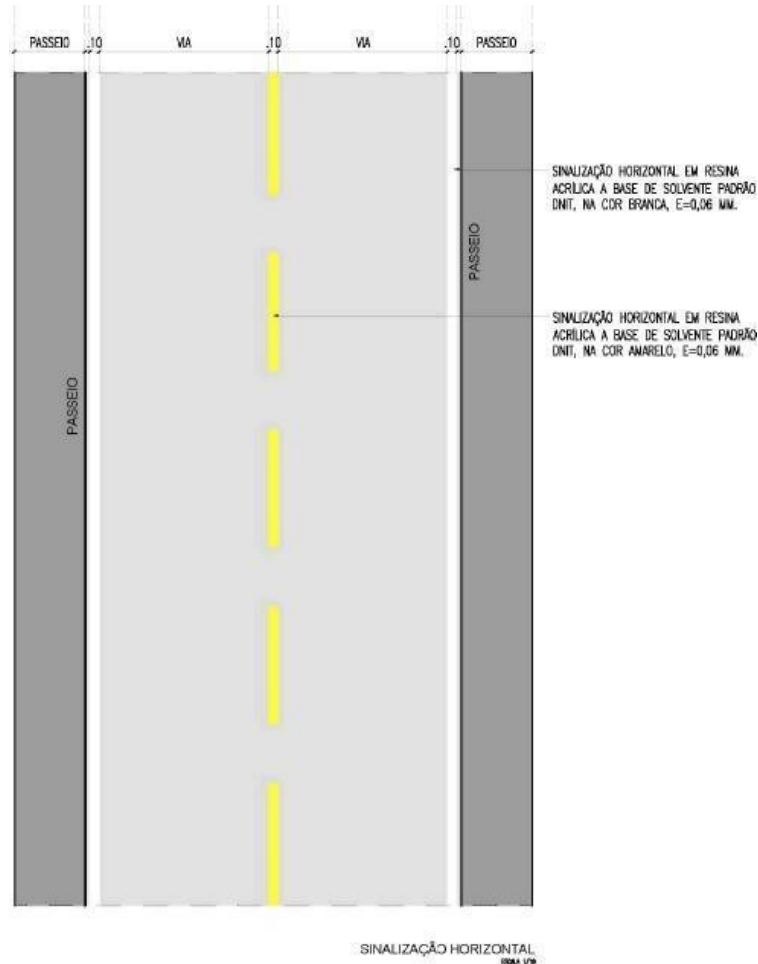 PASSEIO .10 VIA .10 VIA .10 PASSEIO
SINALIZAÇÃO HORIZONTAL EM RESINA
ACRÍLICA A BASE DE SOLVENTE PADRÃO
DNIT, NA COR BRANCA, E=0,06 MM.
PASSEIO
SINALIZAÇÃO HORIZONTAL EM RESINA
ACRÍLICA A BASE DE SOLVENTE PADRÃO
DNIT, NA COR AMARELO, E=0,06 MM.
PASSEIO
SINALIZAÇÃO HORIZONTAL